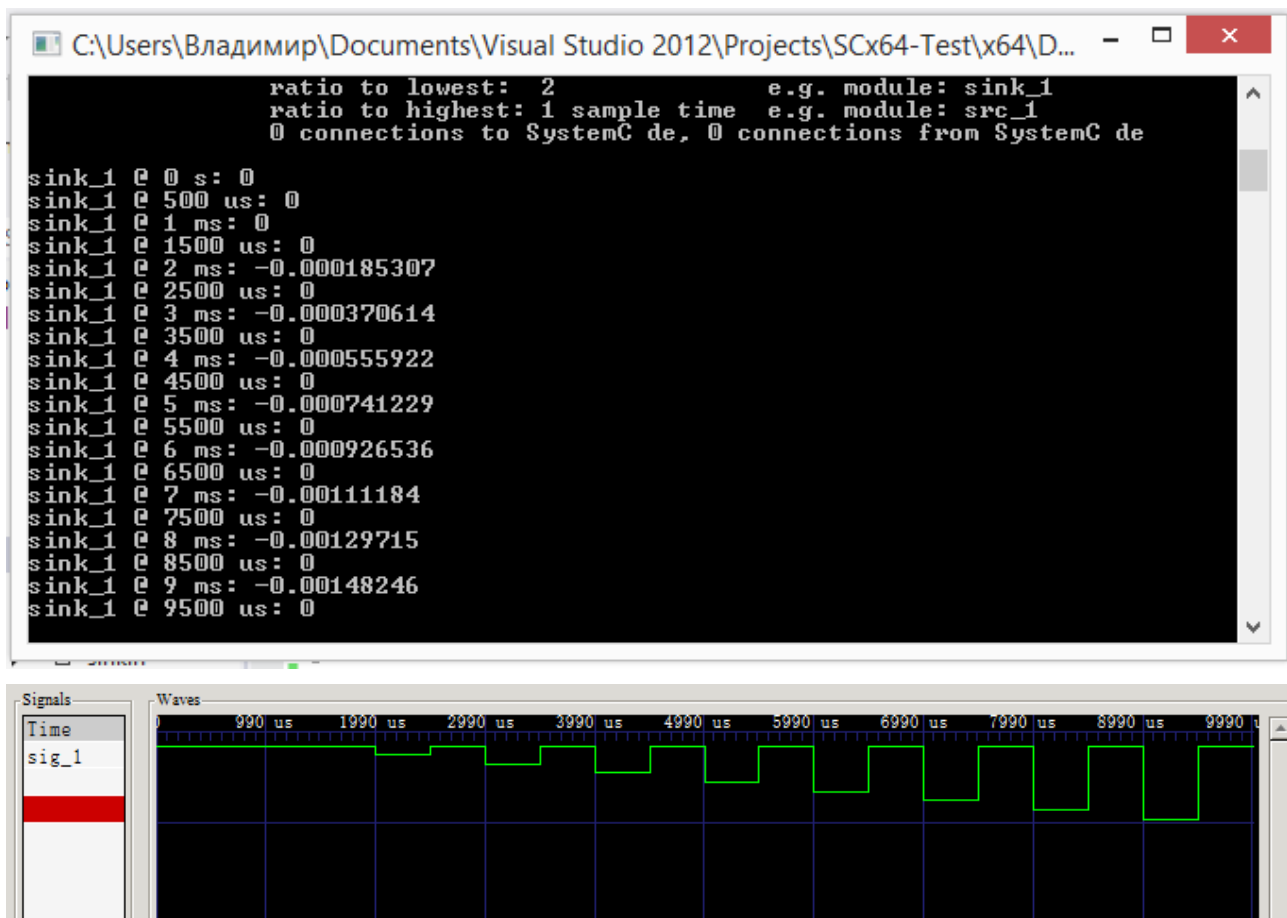 C:\Users\Владимир\Documents\Visual Studio 2012\Projects\SCx64-Test\x64\D...
ratio to lowest: 2 e.g. module: sink_1
ratio to highest: 1 sample time e.g. module: src_1
0 connections to SystemC de, 0 connections from SystemC de
sink_1 @ 0 s: 0
sink_1 @ 500 us: 0
sink_1 @ 1 ms: 0
sink_1 @ 1500 us: 0
sink_1 @ 2 ms: -0.000185307
sink_1 @ 2500 us: 0
sink_1 @ 3 ms: -0.000370614
sink_1 @ 3500 us: 0
sink_1 @ 4 ms: -0.000555922
sink_1 @ 4500 us: 0
sink_1 @ 5 ms: -0.000741229
sink_1 @ 5500 us: 0
sink_1 @ 6 ms: -0.000926536
sink_1 @ 6500 us: 0
sink_1 @ 7 ms: -0.00111184
sink_1 @ 7500 us: 0
sink_1 @ 8 ms: -0.00129715
sink_1 @ 8500 us: 0
sink_1 @ 9 ms: -0.00148246
sink_1 @ 9500 us: 0
Signals Waves
Time 990 us 1990 us 2990 us 3990 us 4990 us 5990 us 6990 us 7990 us 8990 us 9990
sig_1